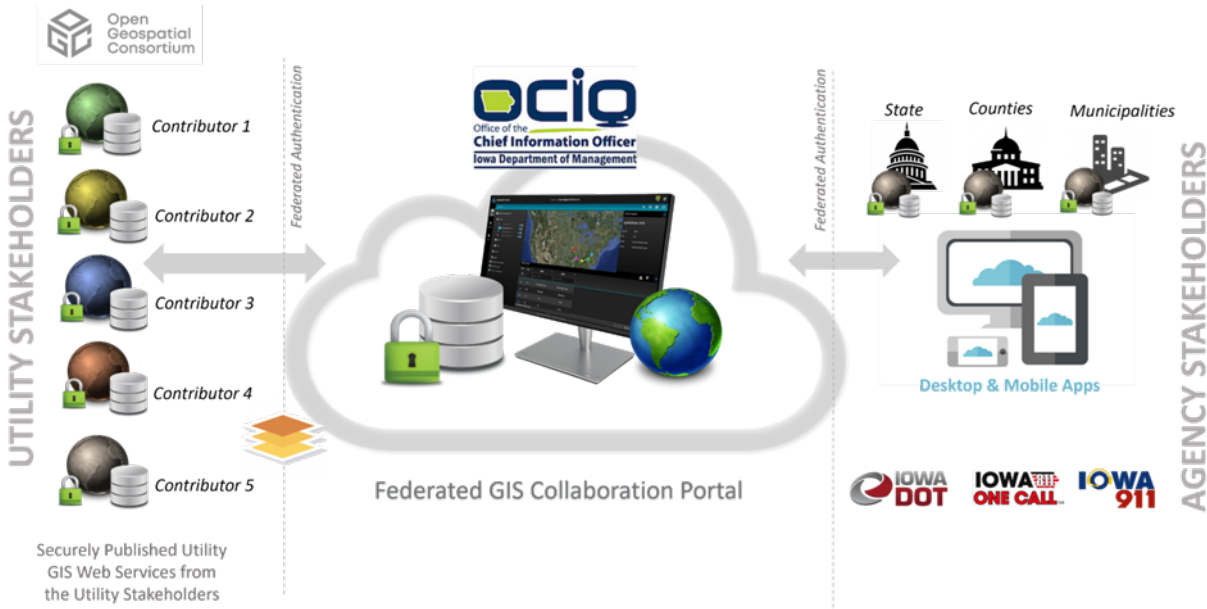 Open
Geospatial
Consortium
UTILITY STAKEHOLDERS
Contributor 1
Contributor 2
Contributor 3
Contributor 4
Contributor 5
Securely Published Utility
GIS Web Services from
the Utility Stakeholders
Federated Authentication
OCIO
Office of the
Chief Information Officer
Iowa Department of Management
Federated GIS Collaboration Portal
Federated Authentication
State
Counties
Municipalities
Desktop & Mobile Apps
IOWA
DOT
IOWA 811
ONE CALL
IOWA
911
AGENCY STAKEHOLDERS